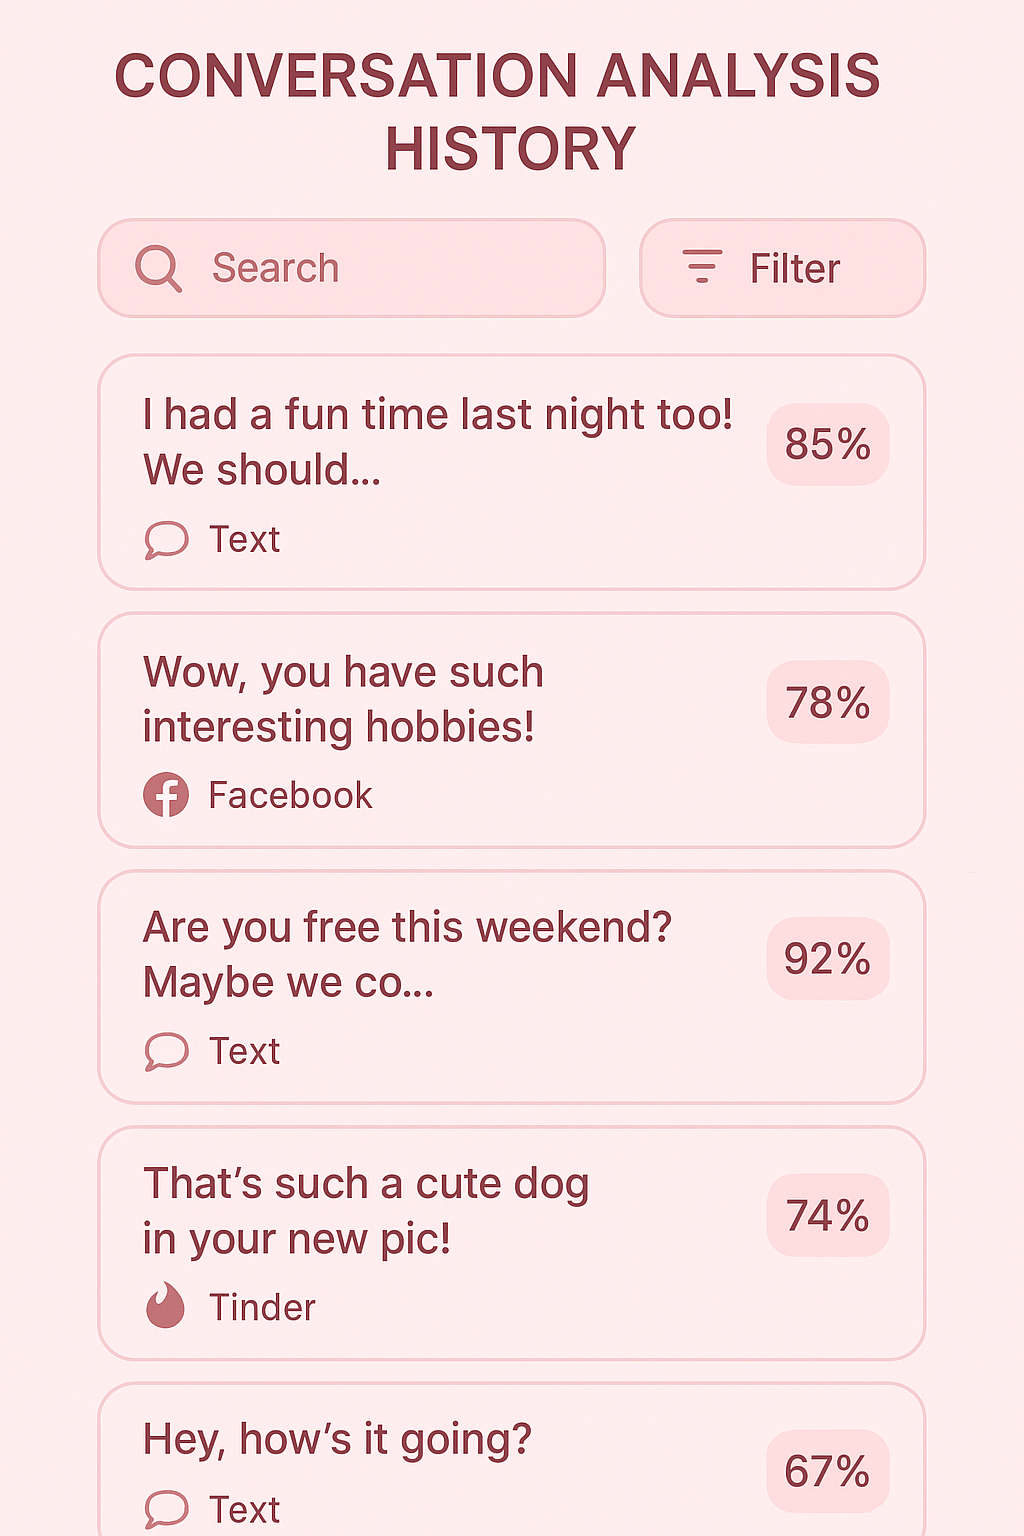 CONVERSATION ANALYSIS
HISTORY
Search
Filter
I had a fun time last night too!
We should...
85%
Text
Wow, you have such
interesting hobbies!
78%
Facebook
Are you free this weekend?
Maybe we co...
92%
Text
That’s such a cute dog
in your new pic!
74%
Tinder
Hey, how’s it going?
67%
Text